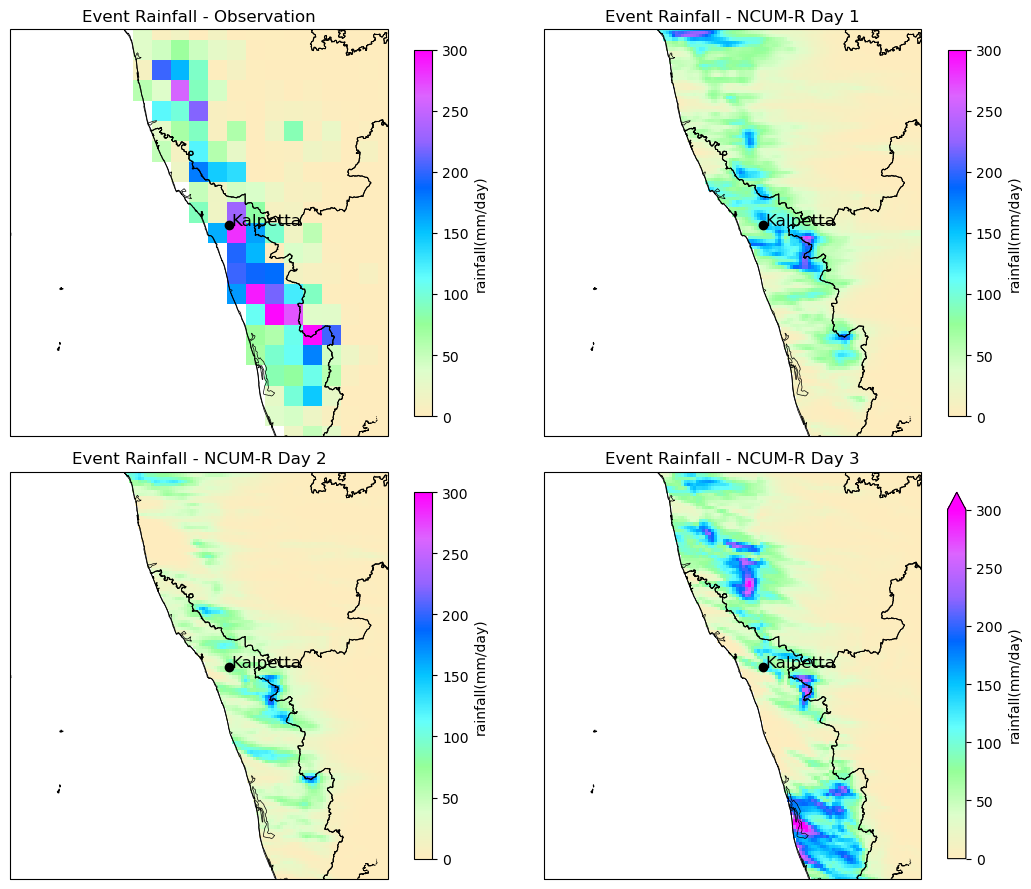 Event Rainfall - Observation
300
250
200
150
100
50
0
rainfall(mm/day)
Kalpetta
Event Rainfall - NCUM-R Day 1
300
250
200
150
100
50
0
rainfall(mm/day)
Kalpetta
Event Rainfall - NCUM-R Day 2
300
250
200
150
100
50
0
rainfall(mm/day)
Kalpetta
Event Rainfall - NCUM-R Day 3
300
250
200
150
100
50
0
rainfall(mm/day)
Kalpetta